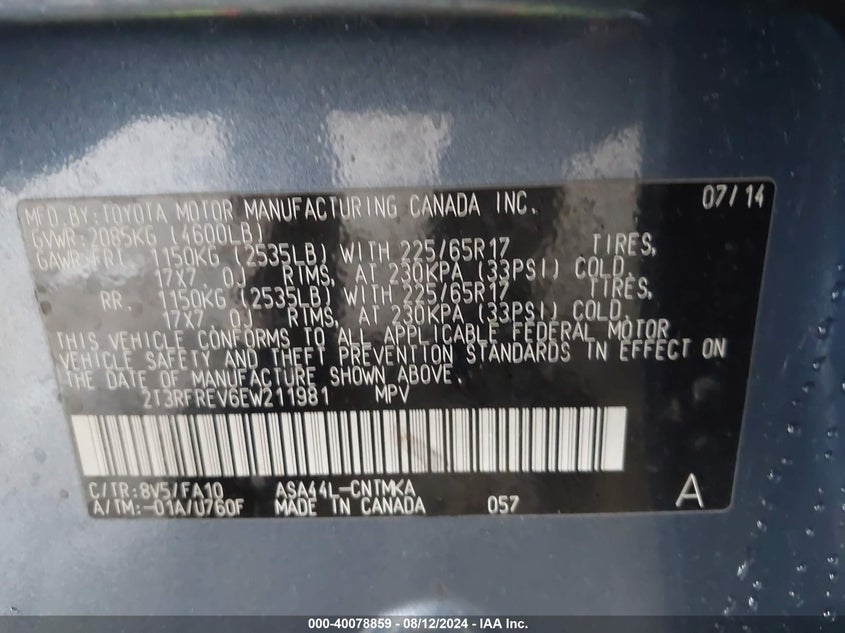 MFD. BY: TOYOTA MOTOR MANUFACTURING CANADA INC. 07/14
GVWR: 2085KG (4600LB)
GAWR: FRT. 1150KG (2535LB) WITH 225/65R17 TIRES,
17X7.0J RIMS, AT 230KPA (33PSI) COLD.
RR. 1150KG (2535LB) WITH 225/65R17 TIRES,
17X7.0J RIMS, AT 230KPA (33PSI) COLD.
THIS VEHICLE CONFORMS TO ALL APPLICABLE FEDERAL MOTOR
VEHICLE SAFETY AND THEFT PREVENTION STANDARDS IN EFFECT ON
THE DATE OF MANUFACTURE SHOWN ABOVE.
2T3RFREV6EW211981 MPV
C/TR: 8V5/FA10 ASA44L-CNTMKA
A/TM: -01A/U760F MADE IN CANADA 057 A
000-40078859 - 08/12/2024 - IAA, Inc.